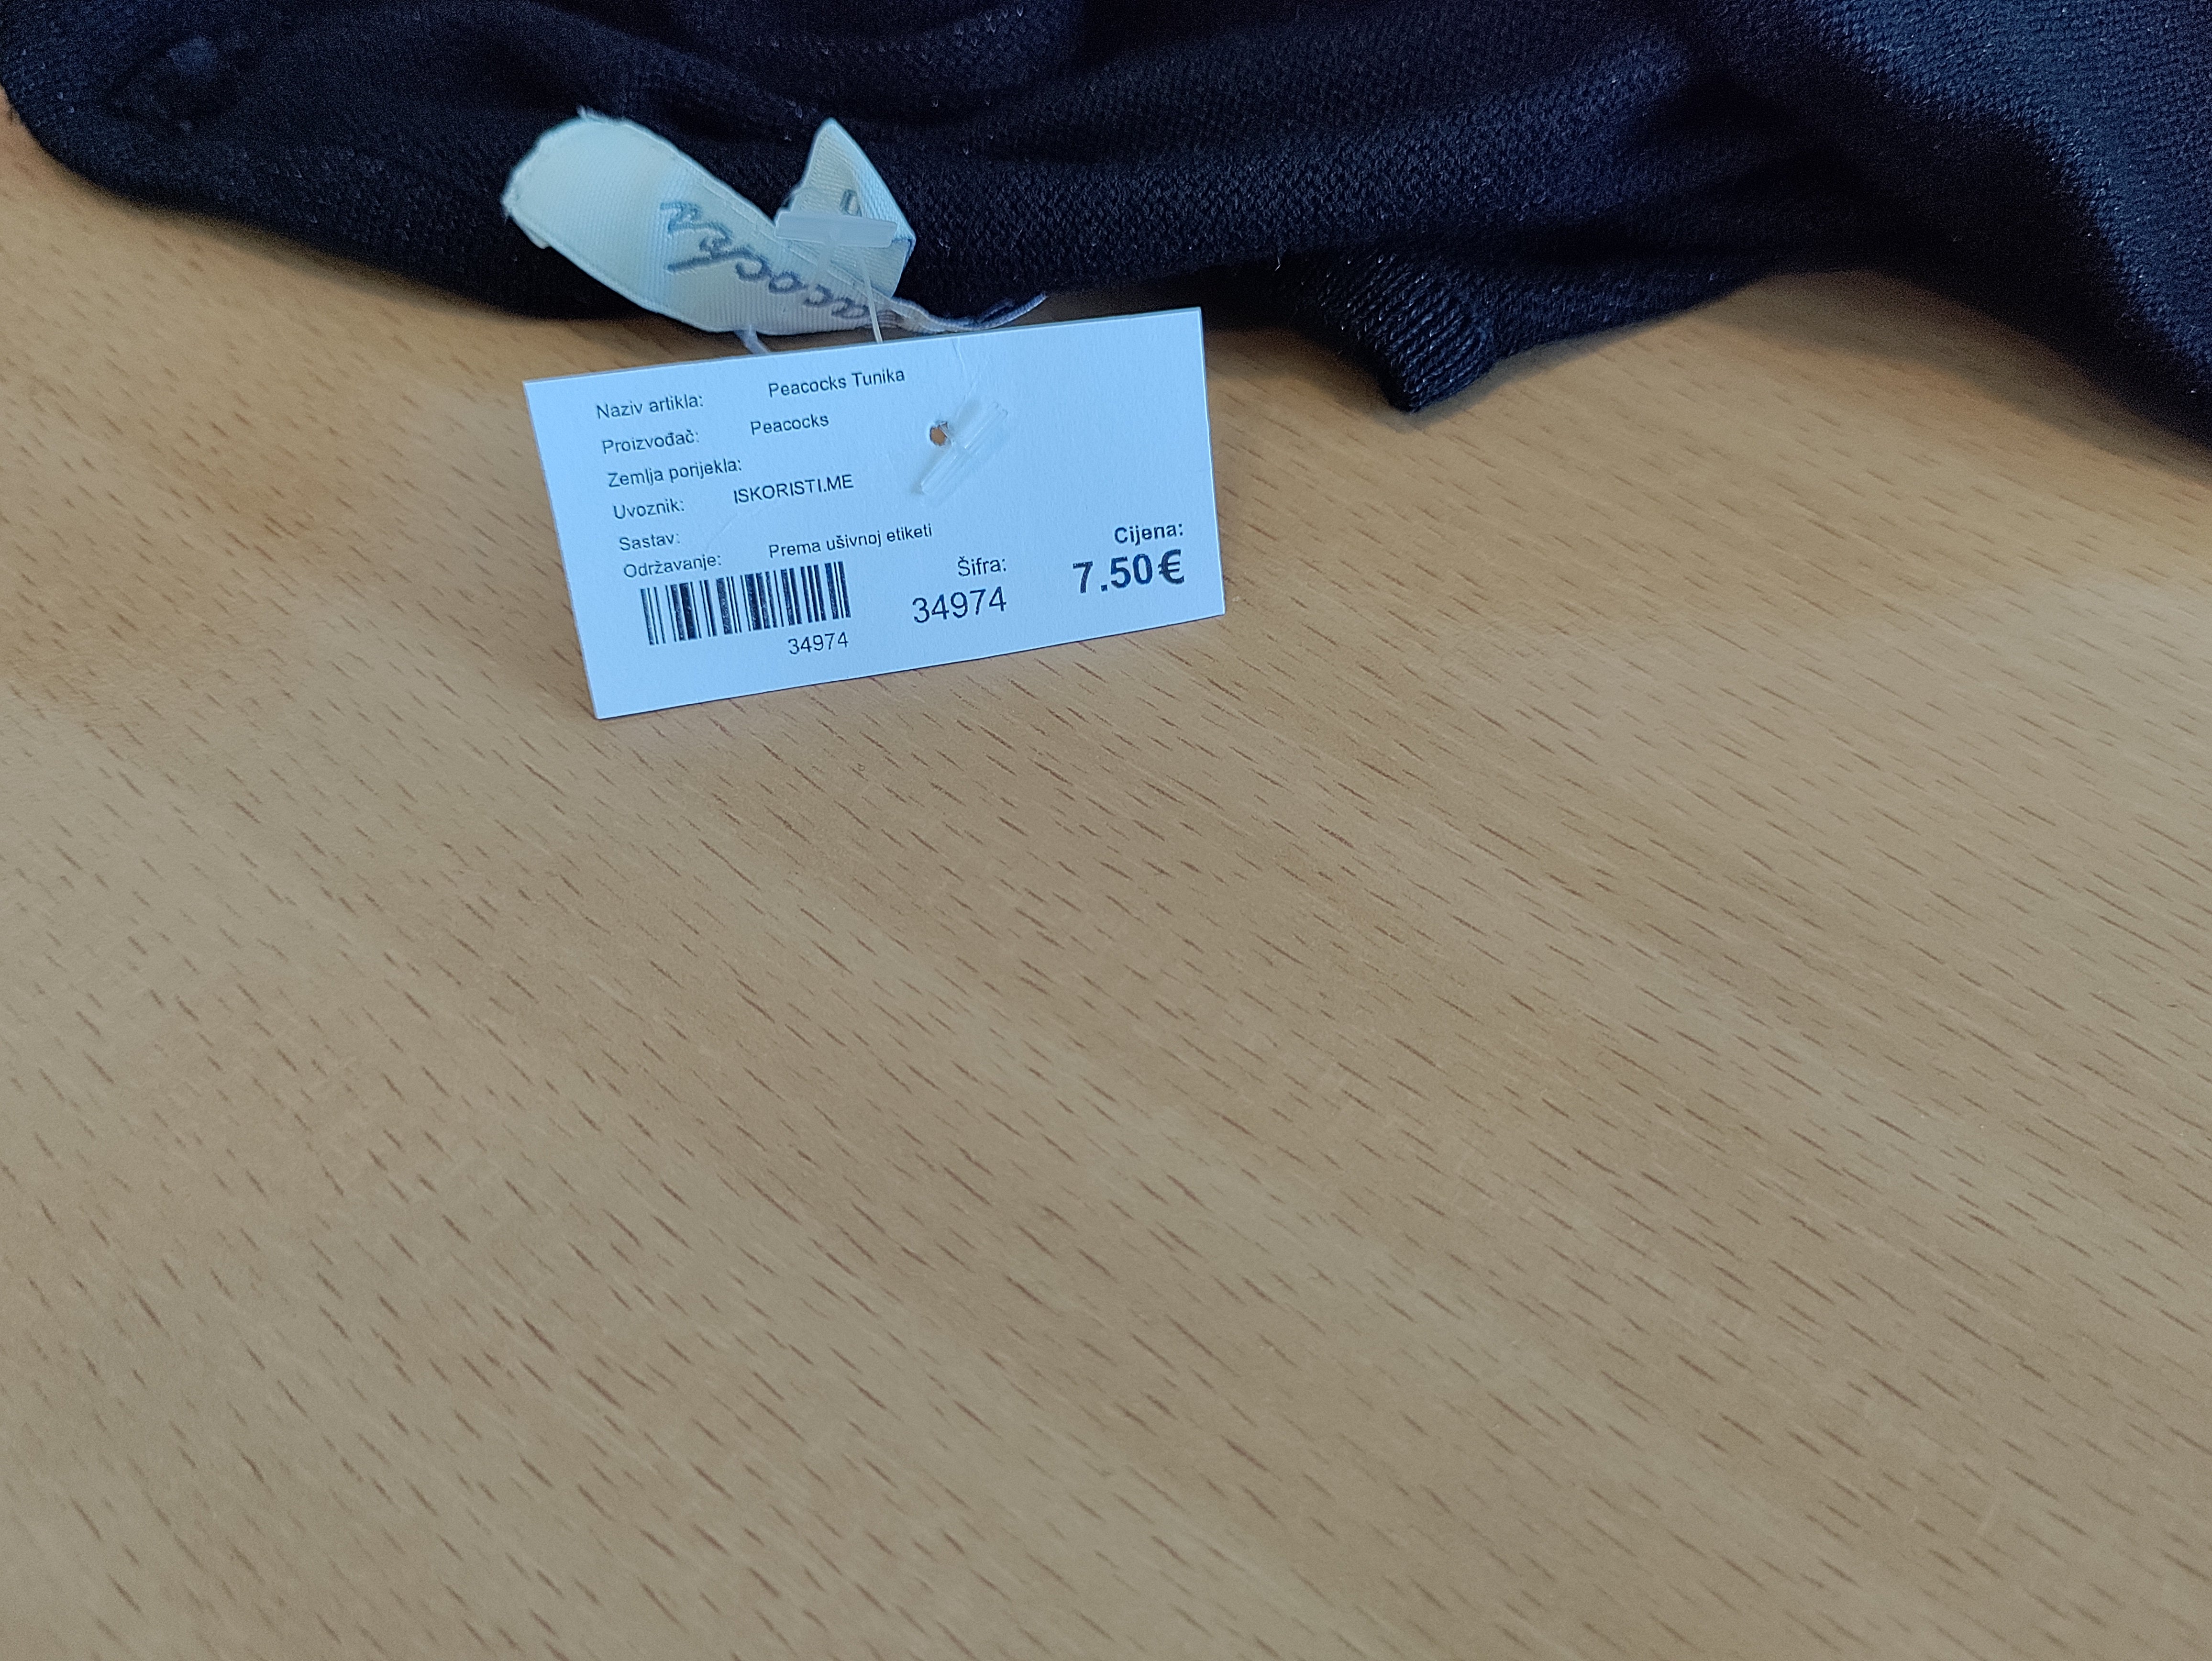 acocks
Naziv artikla: Peacocks Tunika
Proizvođač: Peacocks
Zemlja porijekla:
Uvoznik: ISKORISTI.ME
Sastav:
Održavanje: Prema ušivnoj etiketi
Šifra: Cijena:
34974 7.50€
34974